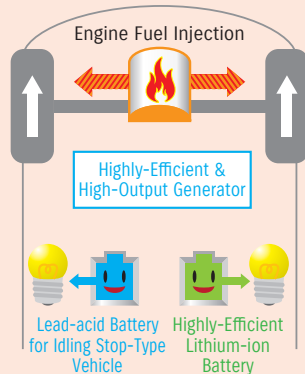 Engine Fuel Injection
Highly-Efficient &
High-Output Generator
Lead-acid Battery
for Idling Stop-Type
Vehicle
Highly-Efficient
Lithium-ion
Battery